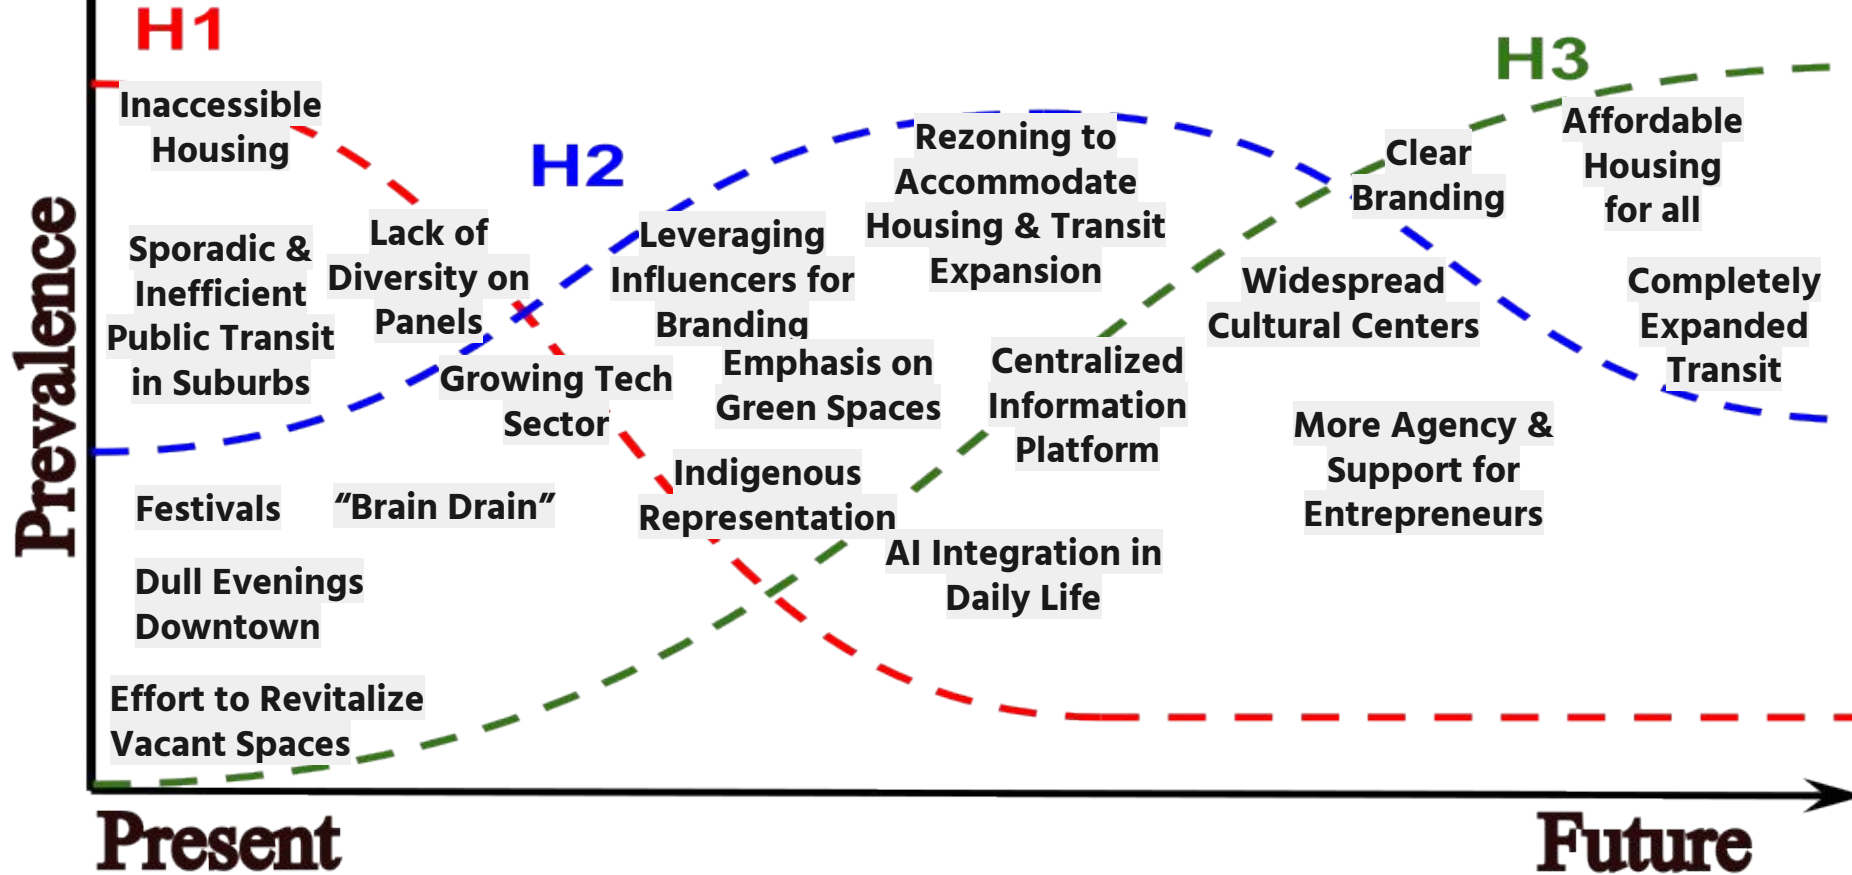 H1
Inaccessible
Housing
Sporadic &
Inefficient
Public Transit
in Suburbs
Lack of
Diversity on
Panels
Festivals
“Brain Drain”
Dull Evenings
Downtown
Effort to Revitalize
Vacant Spaces
H2
Growing Tech
Sector
Leveraging
Influencers for
Branding
Emphasis on
Green Spaces
Indigenous
Representation
Rezoning to
Accommodate
Housing & Transit
Expansion
Centralized
Information
Platform
AI Integration in
Daily Life
H3
Clear
Branding
Widespread
Cultural Centers
More Agency &
Support for
Entrepreneurs
Affordable
Housing
for all
Completely
Expanded
Transit
Prevalence
Present
Future